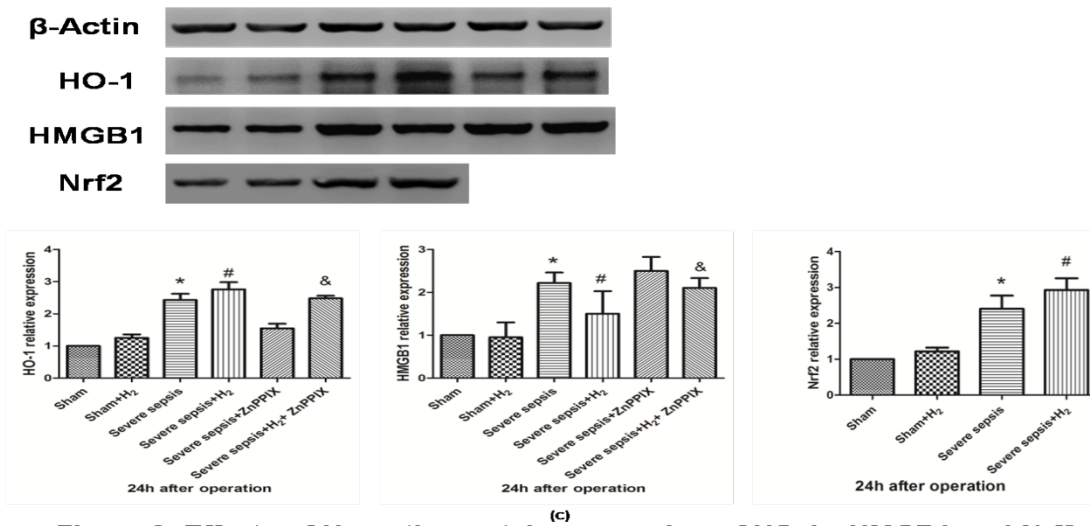 β-Actin
HO-1
HMGB1
Nrf2
HO-1 relative expression
4
3
2
1
0
*
#
&
Sham
Sham+H₂
Severe sepsis
Severe sepsis+H₂
Severe sepsis+ZnPPIX
Severe sepsis+H₂+ ZnPPIX
24h after operation
HMGB1 relative expression
3
2
1
0
*
#
&
Sham
Sham+H₂
Severe sepsis
Severe sepsis+H₂
Severe sepsis+ZnPPIX
Severe sepsis+H₂+ ZnPPIX
24h after operation
Nrf2 relative expression
4
3
2
1
0
*
#
Sham
Sham+H₂
Severe sepsis
Severe sepsis+H₂
24h after operation
(c)